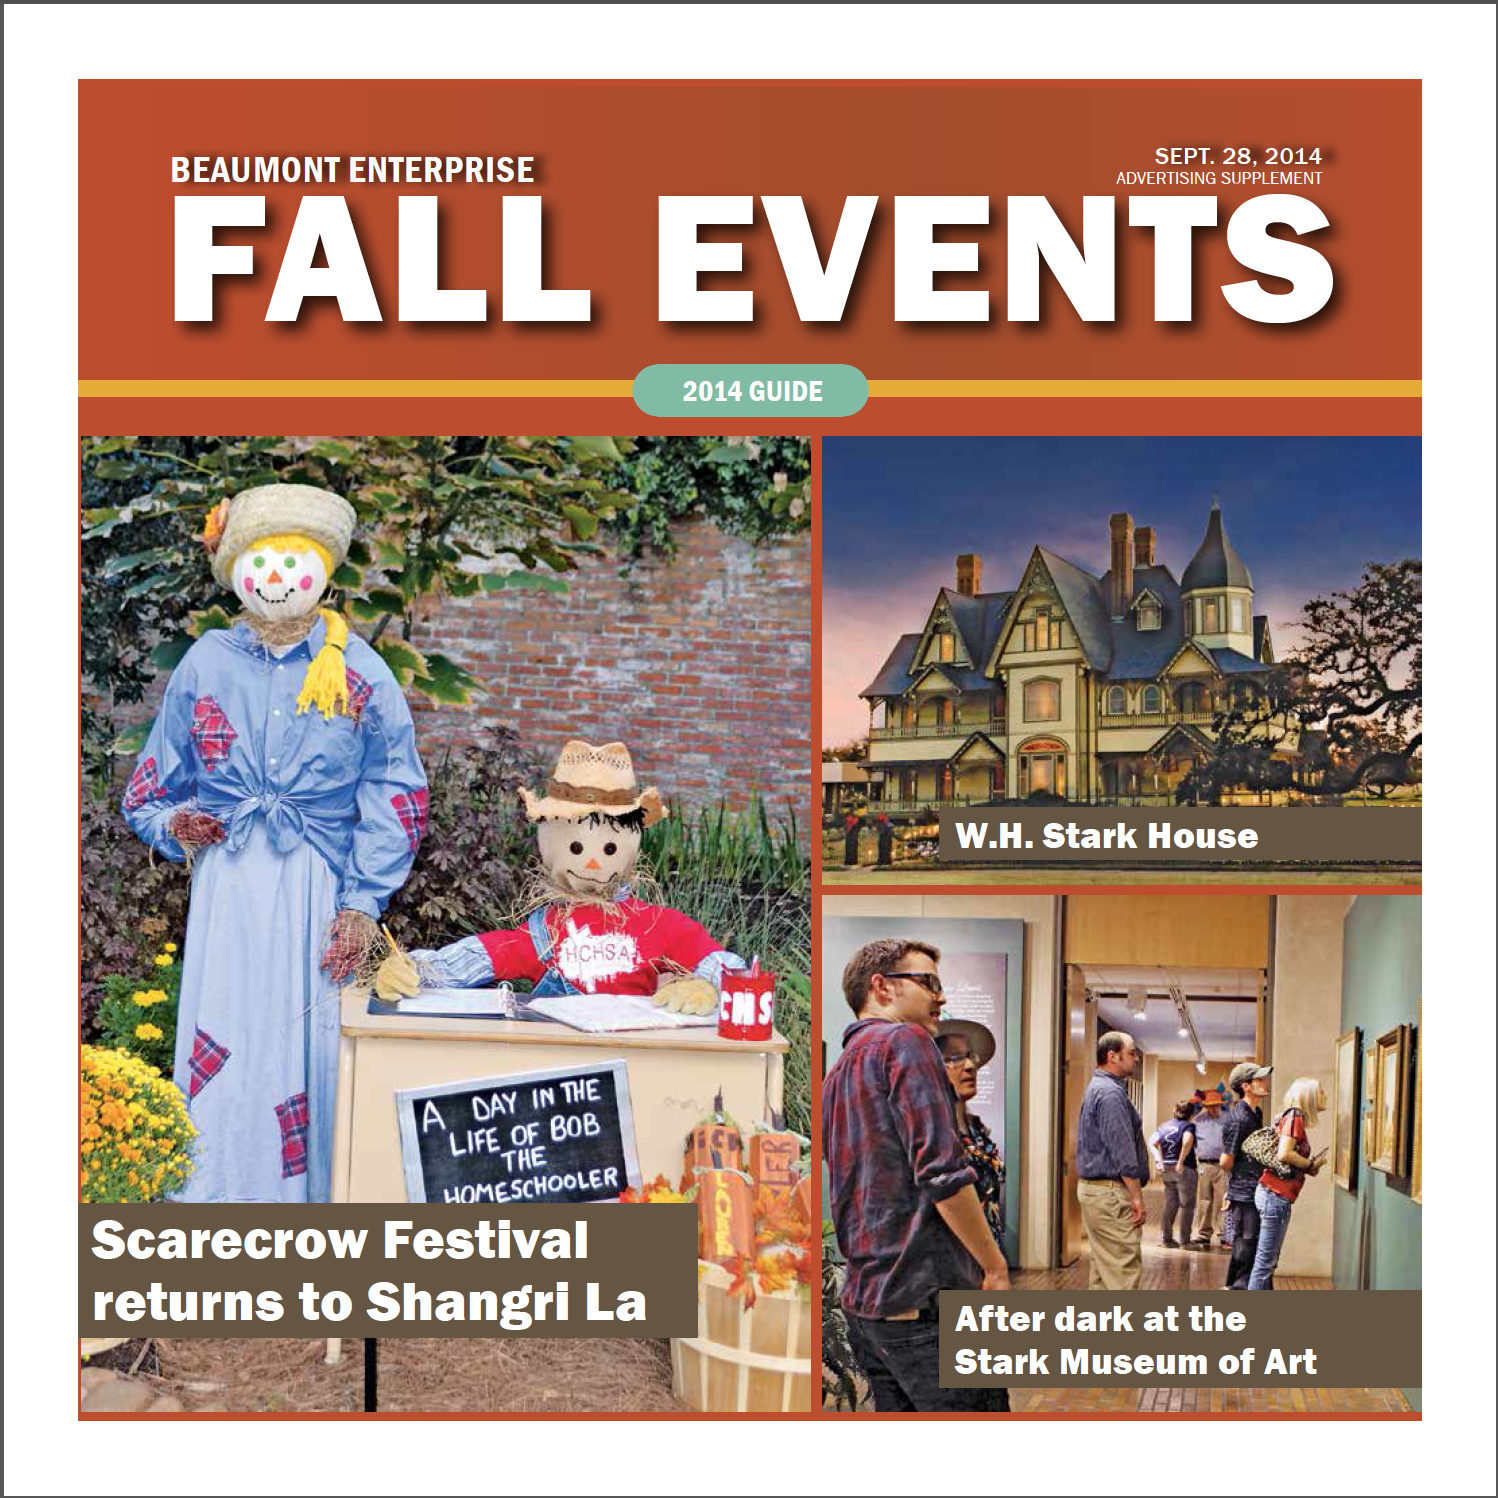 BEAUMONT ENTERPRISE
SEPT. 28, 2014
ADVERTISING SUPPLEMENT
FALL EVENTS
2014 GUIDE
HCHSA
CHS
A DAY IN THE
LIFE OF BOB
THE
HOMESCHOOLER
Scarecrow Festival
returns to Shangri La
W.H. Stark House
After dark at the
Stark Museum of Art